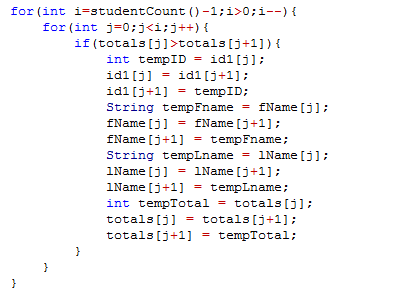 for(int i=studentCount()-1;i>0;i--){
    for(int j=0;j<i;j++){
        if(totals[j]>totals[j+1]){
            int tempID = id1[j];
            id1[j] = id1[j+1];
            id1[j+1] = tempID;
            String tempFname = fName[j];
            fName[j] = fName[j+1];
            fName[j+1] = tempFname;
            String tempLname = lName[j];
            lName[j] = lName[j+1];
            lName[j+1] = tempLname;
            int tempTotal = totals[j];
            totals[j] = totals[j+1];
            totals[j+1] = tempTotal;
        }
    }
}